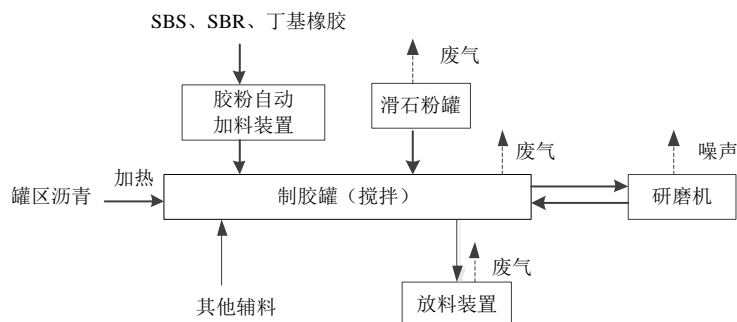 SBS、SBR、丁基橡胶
废气
胶粉自动
加料装置
滑石粉罐
废气
噪声
加热
罐区沥青
制胶罐（搅拌）
研磨机
废气
其他辅料
放料装置